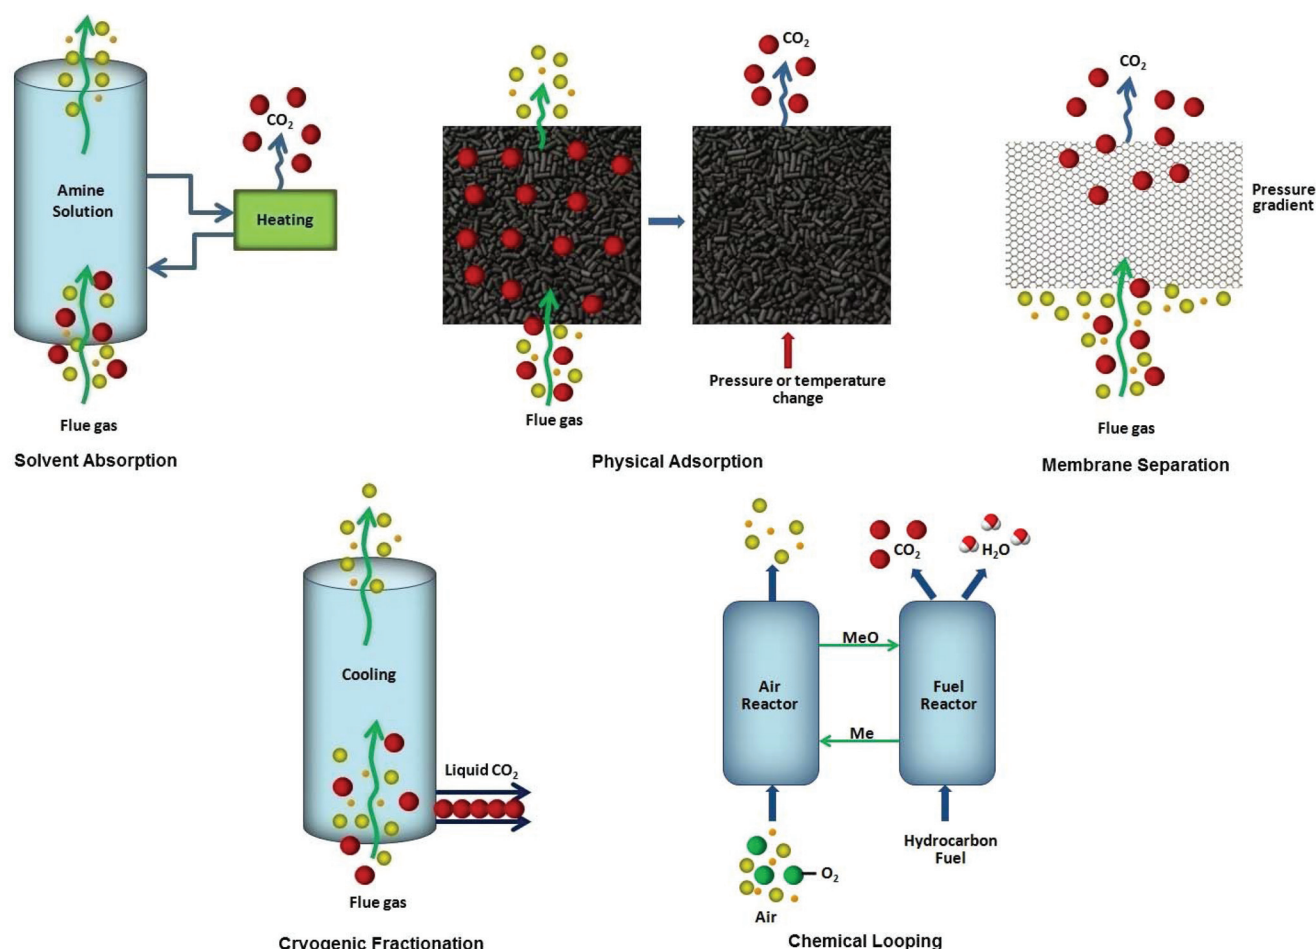 CO2
Amine
Solution
Heating
Flue gas
Solvent Absorption
CO2
Pressure or temperature
change
Flue gas
Physical Adsorption
CO2
Pressure
gradient
Flue gas
Membrane Separation
Cooling
Liquid CO2
Flue gas
Cryogenic Fractionation
CO2
H2O
MeO
Air
Reactor
Fuel
Reactor
Me
Hydrocarbon
Fuel
O2
Air
Chemical Looping